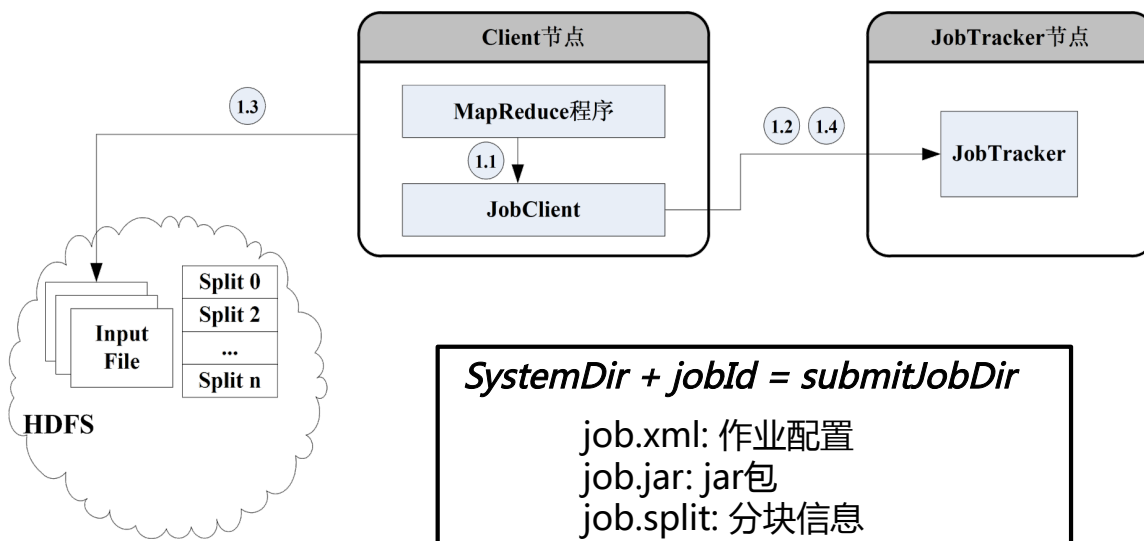 Client节点
JobTracker节点
MapReduce程序
1.3
1.2
1.4
1.1
JobTracker
JobClient
Split 0
Split 2
...
Split n
Input
File
HDFS
SystemDir + jobId = submitJobDir
job.xml: 作业配置
job.jar: jar包
job.split: 分块信息